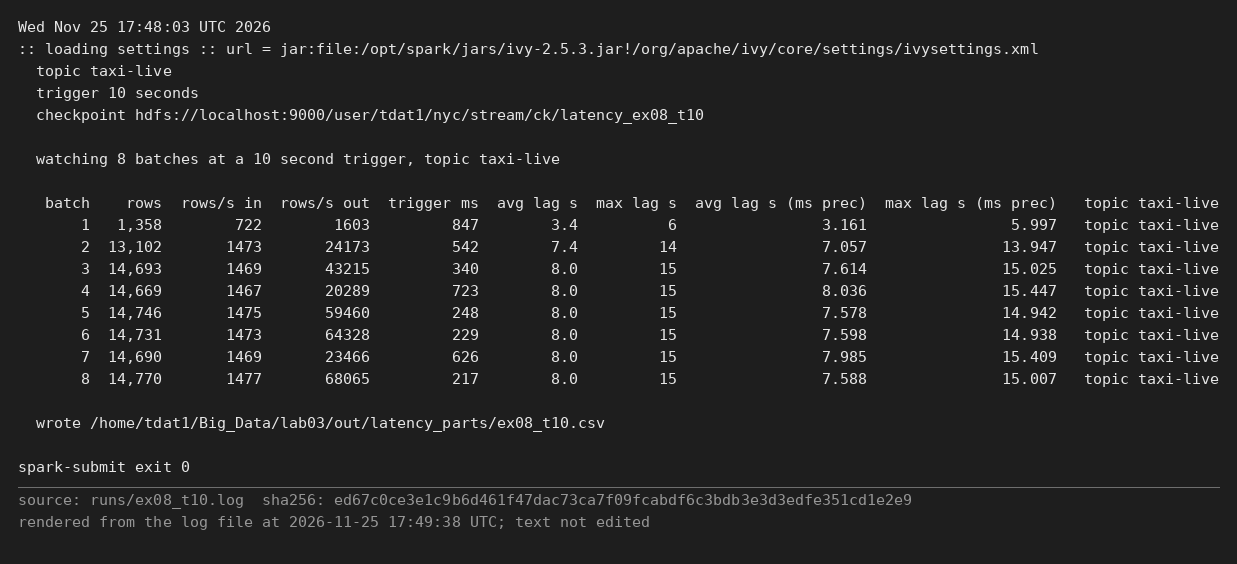 Wed Nov 25 17:48:03 UTC 2026
:: loading settings :: url = jar:file:/opt/spark/jars/ivy-2.5.3.jar!/org/apache/ivy/core/settings/ivysettings.xml
topic taxi-live
trigger 10 seconds
checkpoint hdfs://localhost:9000/user/tdat1/nyc/stream/ck/latency_ex08_t10
watching 8 batches at a 10 second trigger, topic taxi-live
batch rows rows/s in rows/s out trigger ms avg lag s max lag s avg lag s (ms prec) max lag s (ms prec) topic taxi-live
1 1,358 722 1603 847 3.4 6 3.161 5.997 topic taxi-live
2 13,102 1473 24173 542 7.4 14 7.057 13.947 topic taxi-live
3 14,693 1469 43215 340 8.0 15 7.614 15.025 topic taxi-live
4 14,669 1467 20289 723 8.0 15 8.036 15.447 topic taxi-live
5 14,746 1475 59460 248 8.0 15 7.578 14.942 topic taxi-live
6 14,731 1473 64328 229 8.0 15 7.598 14.938 topic taxi-live
7 14,690 1469 23466 626 8.0 15 7.985 15.409 topic taxi-live
8 14,770 1477 68065 217 8.0 15 7.588 15.007 topic taxi-live
wrote /home/tdat1/Big_Data/lab03/out/latency_parts/ex08_t10.csv
spark-submit exit 0
source: runs/ex08_t10.log sha256: ed67c0ce3e1c9b6d461f47dac73ca7f09fcabdf6c3bdb3e3d3edfe351cd1e2e9
rendered from the log file at 2026-11-25 17:49:38 UTC; text not edited